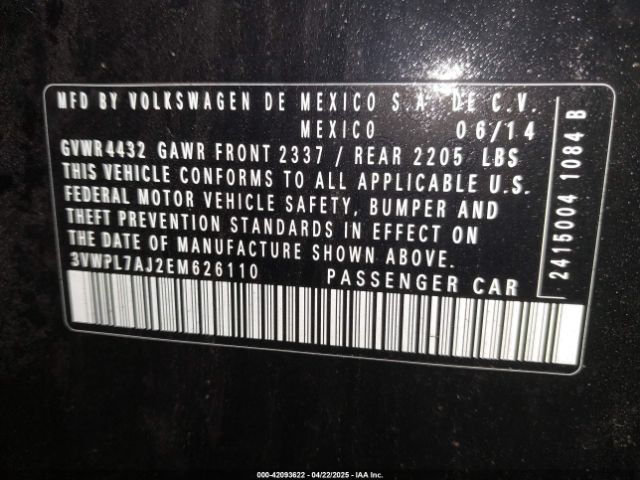 MFD BY VOLKSWAGEN DE MEXICO S.A. DE C.V.
MEXICO 06/14
GVWR4432 GAWR FRONT 2337 / REAR 2205 LBS
THIS VEHICLE CONFORMS TO ALL APPLICABLE U.S.
FEDERAL MOTOR VEHICLE SAFETY, BUMPER AND
THEFT PREVENTION STANDARDS IN EFFECT ON
THE DATE OF MANUFACTURE SHOWN ABOVE.
3VWPL7AJ2EM626110 PASSENGER CAR
2415004 1084 B
000-42093622 - 04/22/2025 - IAA Inc.